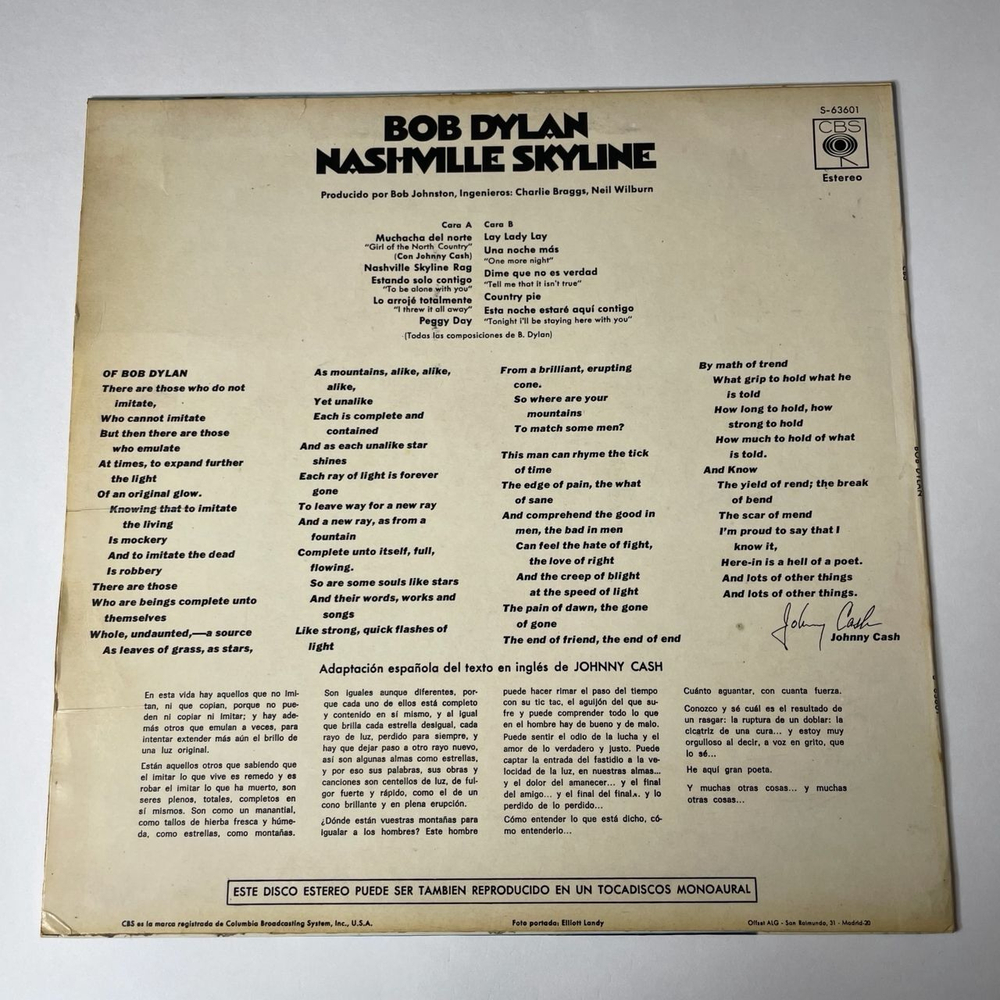 S-63601
CBS
Estereo
BOB DYLAN
NASHVILLE SKYLINE
Producido por Bob Johnston, Ingenieros: Charlie Braggs, Neil Wilburn
Cara A
Muchacha del norte
"Girl of the North Country"
(Con Johnny Cash)
Nashville Skyline Rag
Estando solo contigo
"To be alone with you"
Lo arrojé totalmente
"I threw it all away"
Peggy Day
Cara B
Lay Lady Lay
Una noche más
"One more night"
Dime que no es verdad
"Tell me that it isn't true"
Country pie
Esta noche estaré aquí contigo
"Tonight i'll be staying here with you"
(Todas las composiciones de B. Dylan)
OF BOB DYLAN
There are those who do not
imitate,
Who cannot imitate
But then there are those
who emulate
At times, to expand further
the light
Of an original glow.
Knowing that to imitate
the living
Is mockery
And to imitate the dead
Is robbery
There are those
Who are beings complete unto
themselves
Whole, undaunted,—a source
As leaves of grass, as stars,
As mountains, alike, alike,
alike,
Yet unalike
Each is complete and
contained
And as each unalike star
shines
Each ray of light is forever
gone
To leave way for a new ray
And a new ray, as from a
fountain
Complete unto itself, full,
flowing.
So are some souls like stars
And their words, works and
songs
Like strong, quick flashes of
light
From a brilliant, erupting
cone.
So where are your
mountains
To match some men?
This man can rhyme the tick
of time
The edge of pain, the what
of sane
And comprehend the good in
men, the bad in men
Can feel the hate of fight,
the love of right
And the creep of blight
at the speed of light
The pain of dawn, the gone
of gone
The end of friend, the end of end
By math of trend
What grip to hold what he
is told
How long to hold, how
strong to hold
How much to hold of what
is told.
And Know
The yield of rend; the break
of bend
The scar of mend
I'm proud to say that I
know it,
Here-in is a hell of a poet.
And lots of other things
And lots of other things.
Johnny Cash
Johnny Cash
Adaptación española del texto en inglés de JOHNNY CASH
En esta vida hay aquellos que no imi-
tan, ni que copian, porque no pue-
den ni copiar ni imitar; y hay ade-
más otros que emulan a veces, para
intentar extender más aún el brillo de
una luz original.
Están aquellos otros que sabiendo que
el imitar lo que vive es remedo y es
robar el imitar lo que ha muerto, son
seres plenos, totales, completos en
sí mismos. Son como un manantial,
como tallos de hierba fresca y húme-
da, como estrellas, como montañas.
Son iguales aunque diferentes, por-
que cada uno de ellos está completo
y contenido en sí mismo, y al igual
que brilla cada estrella desigual, cada
rayo de luz, perdido para siempre, y
hay que dejar paso a otro rayo nuevo,
así son algunas almas como estrellas,
y por eso sus palabras, sus obras y
canciones son centellas de luz, de ful-
gor fuerte y rápido, como el de un
cono brillante y en plena erupción.
¿Dónde están vuestras montañas para
igualar a los hombres? Este hombre
puede hacer rimar el paso del tiempo
con su tic tac, el aguijón del que su-
fre y puede comprender todo lo que
en el hombre hay de bueno y de malo.
Puede sentir el odio de la lucha y el
amor de lo verdadero y justo. Puede
captar la entrada del fastidio a la ve-
locidad de la luz, en nuestras almas...
y el dolor del amanecer... y el final
del amigo... y el final del final... y lo
perdido de lo perdido...
Cómo entender lo que está dicho, có-
mo entenderlo...
Cuánto aguantar, con cuanta fuerza.
Conozco y sé cuál es el resultado de
un rasgar: la ruptura de un doblar: la
cicatriz de una cura... y estoy muy
orgulloso al decir, a voz en grito, que
lo sé...
He aquí gran poeta.
Y muchas otras cosas... y muchas
otras cosas...
ESTE DISCO ESTEREO PUEDE SER TAMBIEN REPRODUCIDO EN UN TOCADISCOS MONOAURAL
CBS es la marca registrada de Columbia Broadcasting System, Inc., U.S.A.
Foto portada: Elliott Landy
Offset ALG - San Raimundo, 31 - Madrid-20
BOB DYLAN